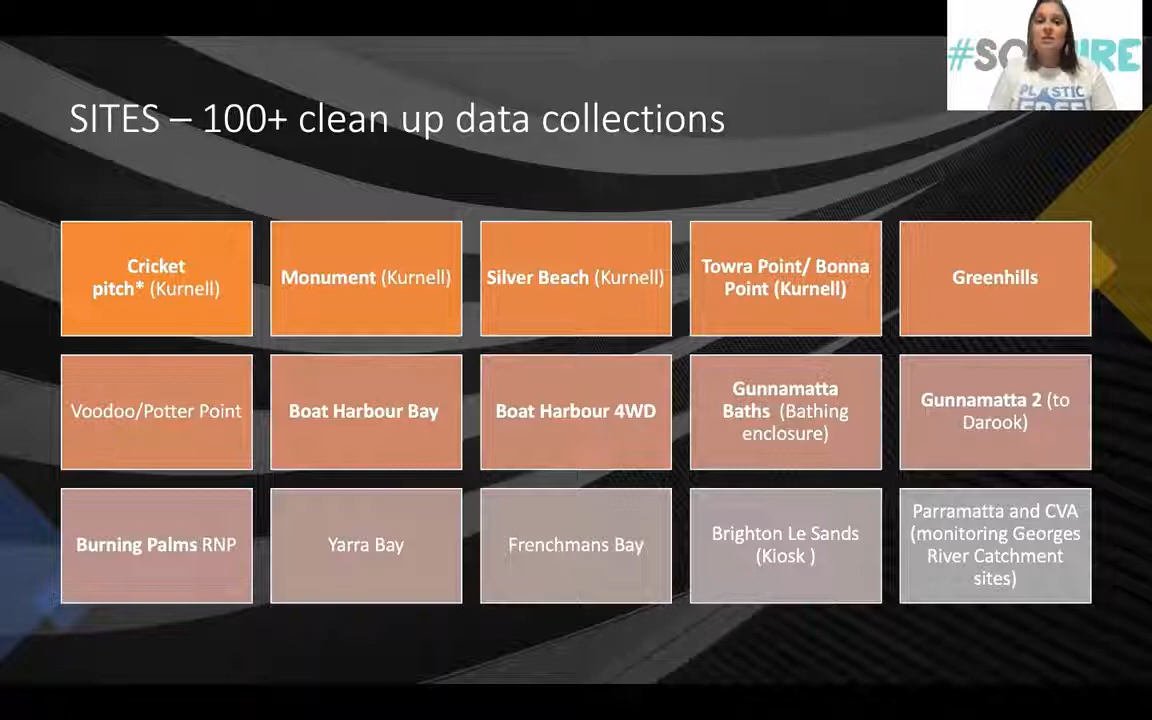 SITES – 100+ clean up data collections
PLASTIC
FREE
Cricket
pitch* (Kurnell)
Monument (Kurnell)
Silver Beach (Kurnell)
Towra Point/ Bonna
Point (Kurnell)
Greenhills
Voodoo/Potter Point
Boat Harbour Bay
Boat Harbour 4WD
Gunnamatta
Baths (Bathing
enclosure)
Gunnamatta 2 (to
Darook)
Burning Palms RNP
Yarra Bay
Frenchmans Bay
Brighton Le Sands
(Kiosk )
Parramatta and CVA
(monitoring Georges
River Catchment
sites)